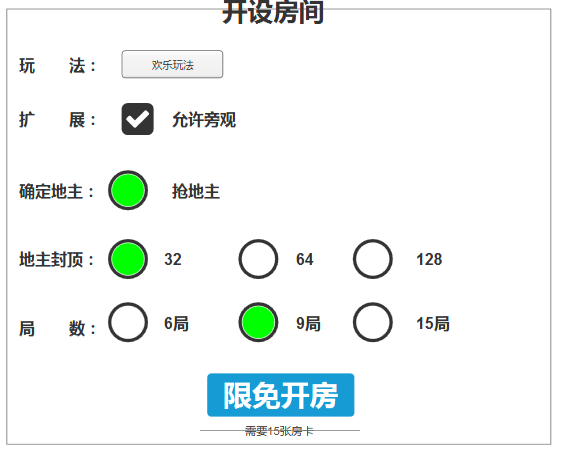 开设房间
玩 法： 欢乐玩法
扩 展： 允许旁观
确定地主： 抢地主
地主封顶： 32 64 128
局 数： 6局 9局 15局
限免开房
需要15张房卡